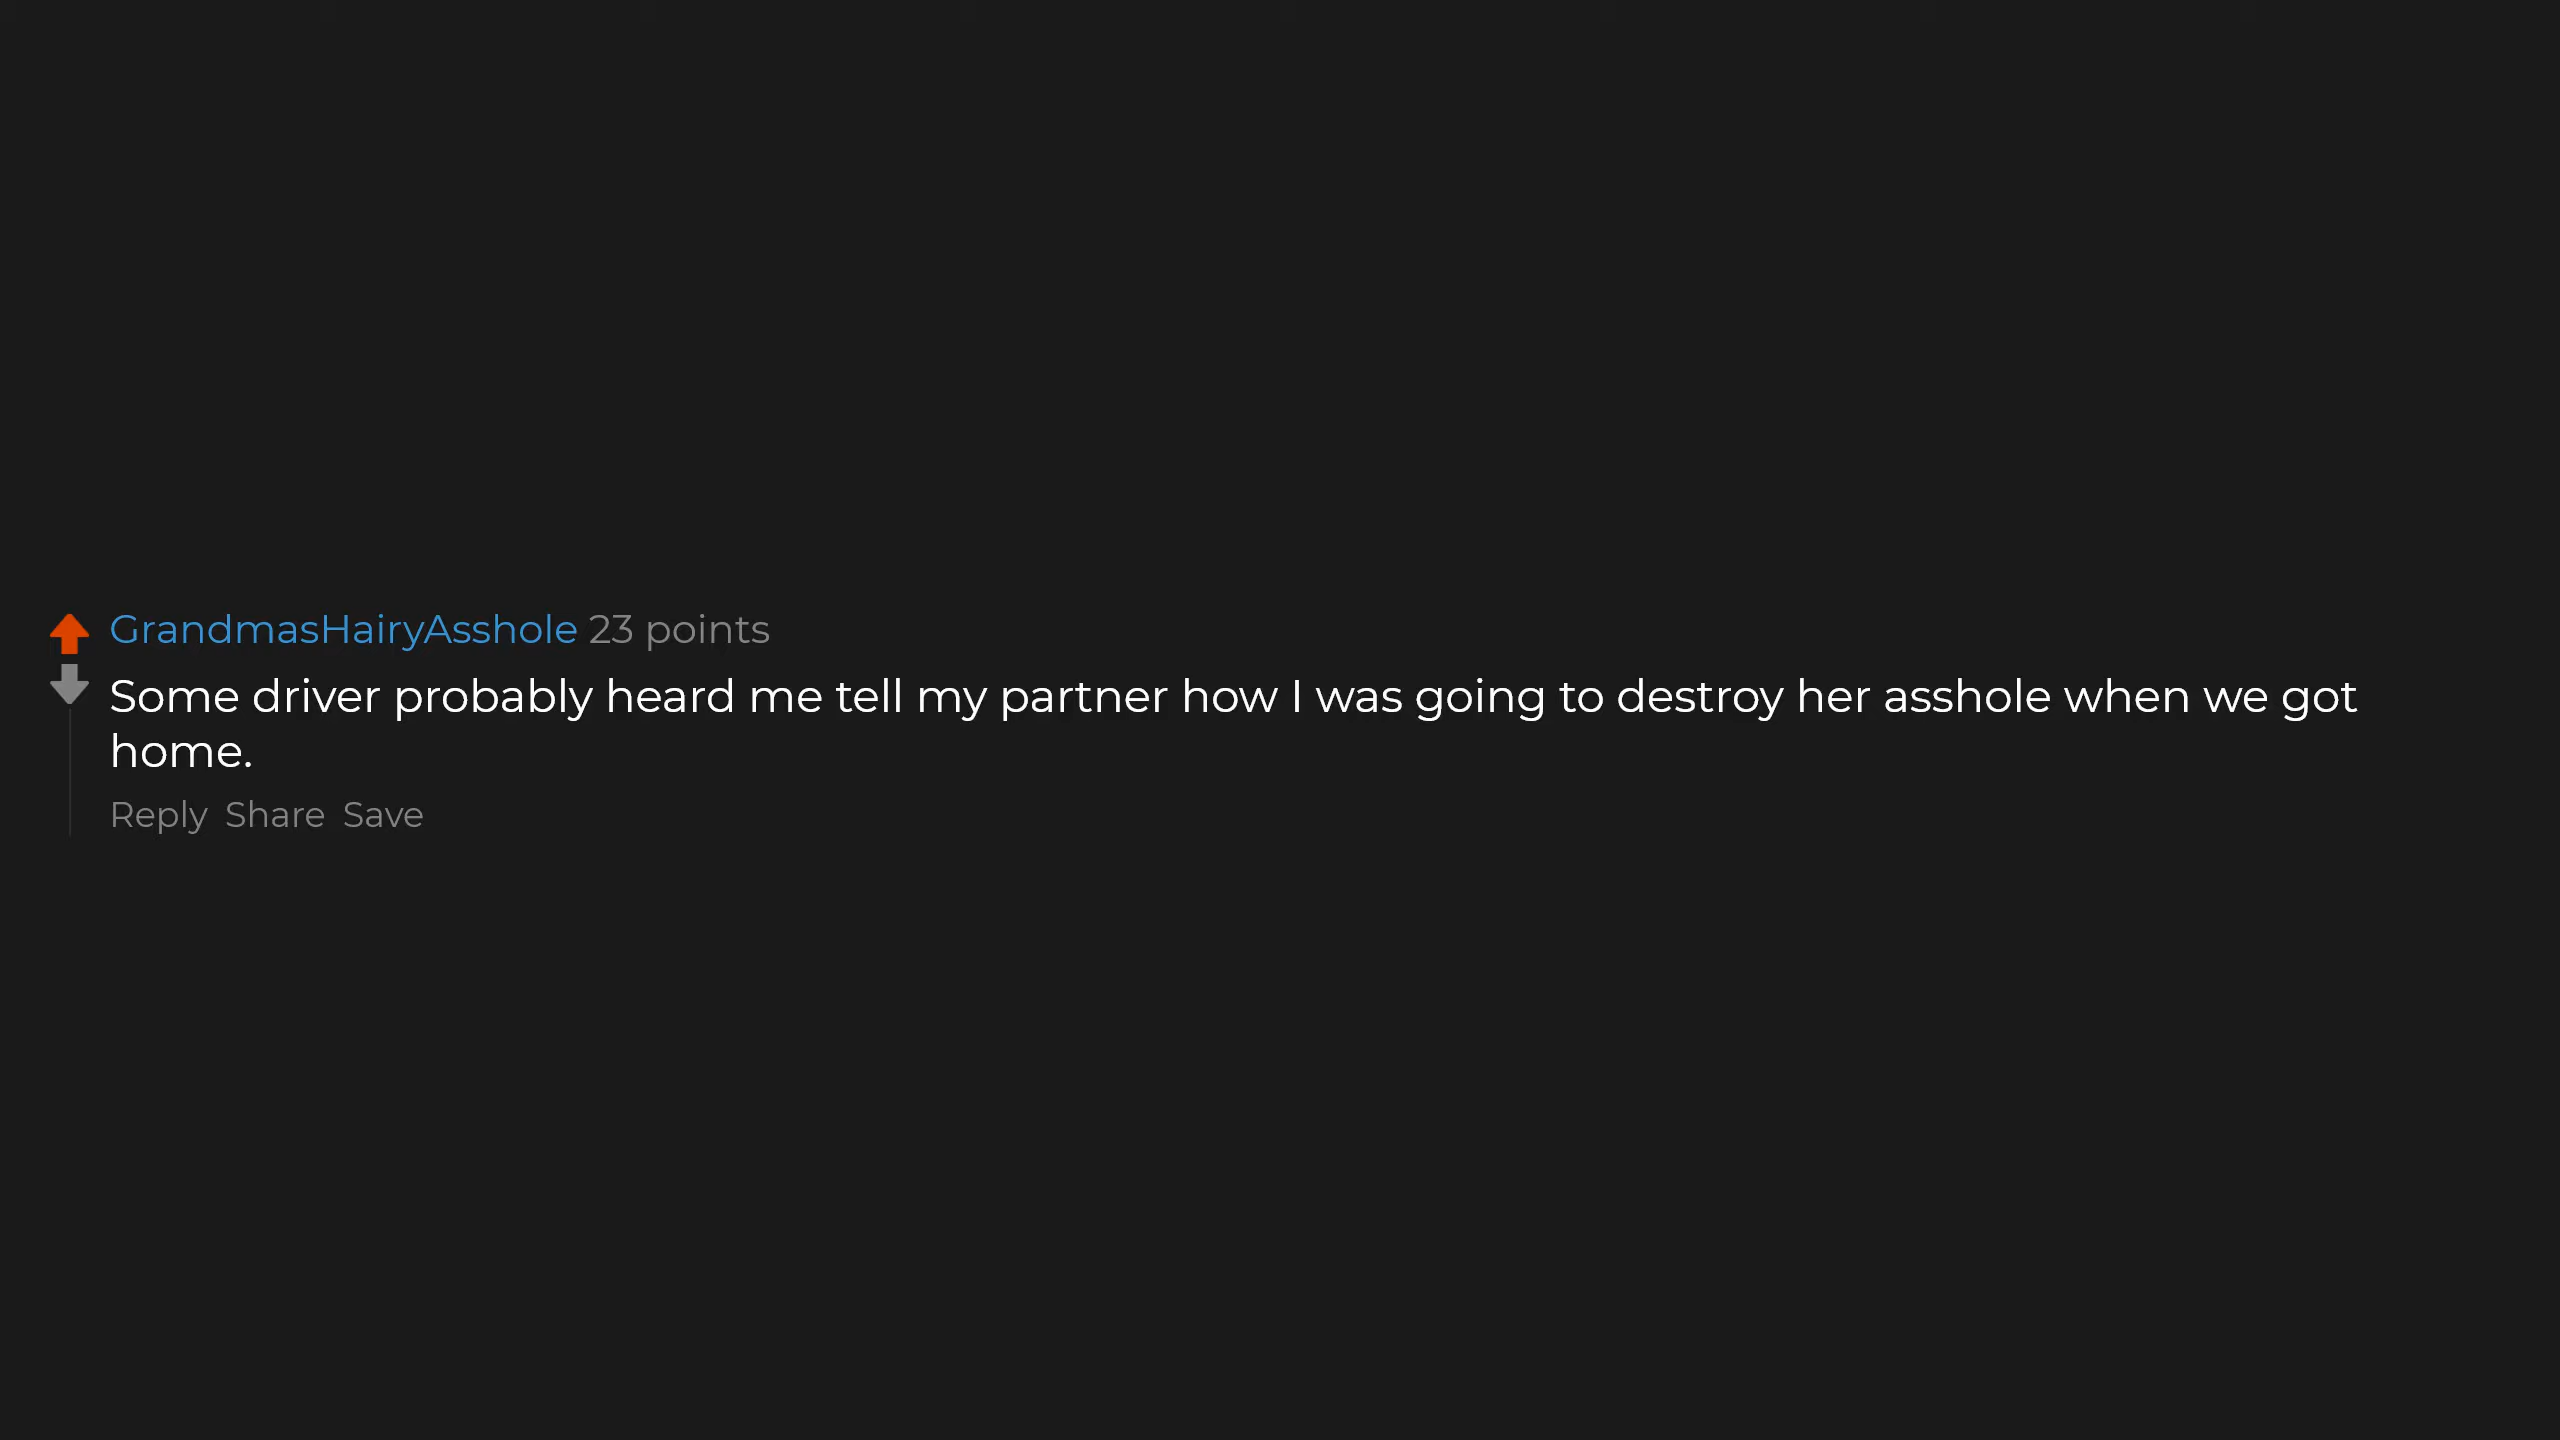 GrandmasHairyAsshole 23 points
Some driver probably heard me tell my partner how I was going to destroy her asshole when we got
home.
Reply Share Save